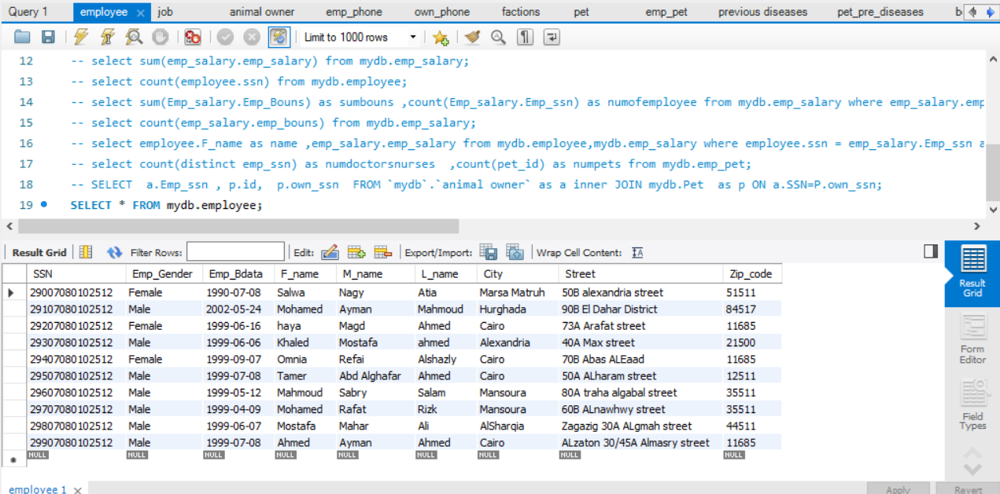 Query 1 employee × job animal owner emp_phone own_phone factions pet emp_pet previous diseases pet_pre_diseases b
Limit to 1000 rows
12 -- select sum(emp_salary.emp_salary) from mydb.emp_salary;
13 -- select count(employee.ssn) from mydb.employee;
14 -- select sum(Emp_salary.Emp_Bouns) as sumbouns ,count(Emp_salary.Emp_ssn) as numofemployee from mydb.emp_salary where emp_salary.emp
15 -- select count(emp_salary.emp_bouns) from mydb.emp_salary;
16 -- select employee.F_name as name ,emp_salary.emp_salary from mydb.employee,mydb.emp_salary where employee.ssn = emp_salary.Emp_ssn a
17 -- select count(distinct emp_ssn) as numdoctorsnurses ,count(pet_id) as numpets from mydb.emp_pet;
18 -- SELECT a.Emp_ssn , p.id, p.own_ssn FROM `mydb`.`animal owner` as a inner JOIN mydb.Pet as p ON a.SSN=P.own_ssn;
19 SELECT * FROM mydb.employee;
Result Grid Filter Rows: Edit: Export/Import: Wrap Cell Content: IA
SSN Emp_Gender Emp_Bdata F_name M_name L_name City Street Zip_code
29007080102512 Female 1990-07-08 Salwa Nagy Atia Marsa Matruh 50B alexandria street 51511
29107080102512 Male 2002-05-24 Mohamed Ayman Mahmoud Hurghada 90B El Dahar District 84517
29207080102512 Female 1999-06-16 haya Magd Ahmed Cairo 73A Arafat street 11685
29307080102512 Male 1999-06-06 Khaled Mostafa ahmed Alexandria 40A Max street 21500
29407080102512 Female 1999-09-07 Omnia Refai Alshazly Cairo 70B Abas ALEaad 11685
29507080102512 Male 1999-07-08 Tamer Abd Alghafar Ahmed Cairo 50A ALharam street 12511
29607080102512 Male 1999-05-12 Mahmoud Sabry Salam Mansoura 80A traha algabal street 35511
29707080102512 Male 1999-04-09 Mohamed Rafat Rizk Mansoura 60B ALnawhwy street 35511
29807080102512 Male 1999-06-07 Mostafa Mahar Ali AlSharqia Zagazig 30A ALgmah street 44511
29907080102512 Male 1999-07-08 Ahmed Ayman Ahmed Cairo ALzaton 30/45A Almasry street 11685
NULL NULL NULL NULL NULL NULL NULL NULL NULL
Result
Grid
Form
Editor
Field
Types
employee 1 ×
Apply Revert